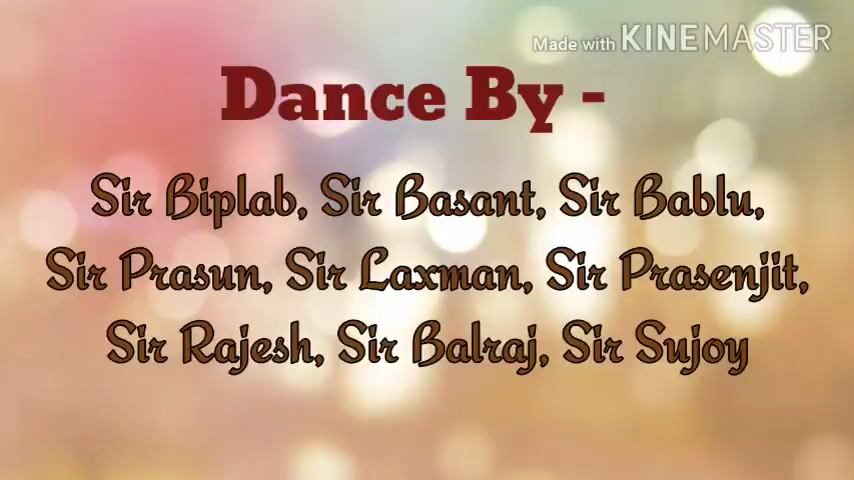 Made with KINEMASTER
Dance By -
Sir Biplab, Sir Basant, Sir Bablu,
Sir Prasun, Sir Laxman, Sir Prasenjit,
Sir Rajesh, Sir Balraj, Sir Sujoy